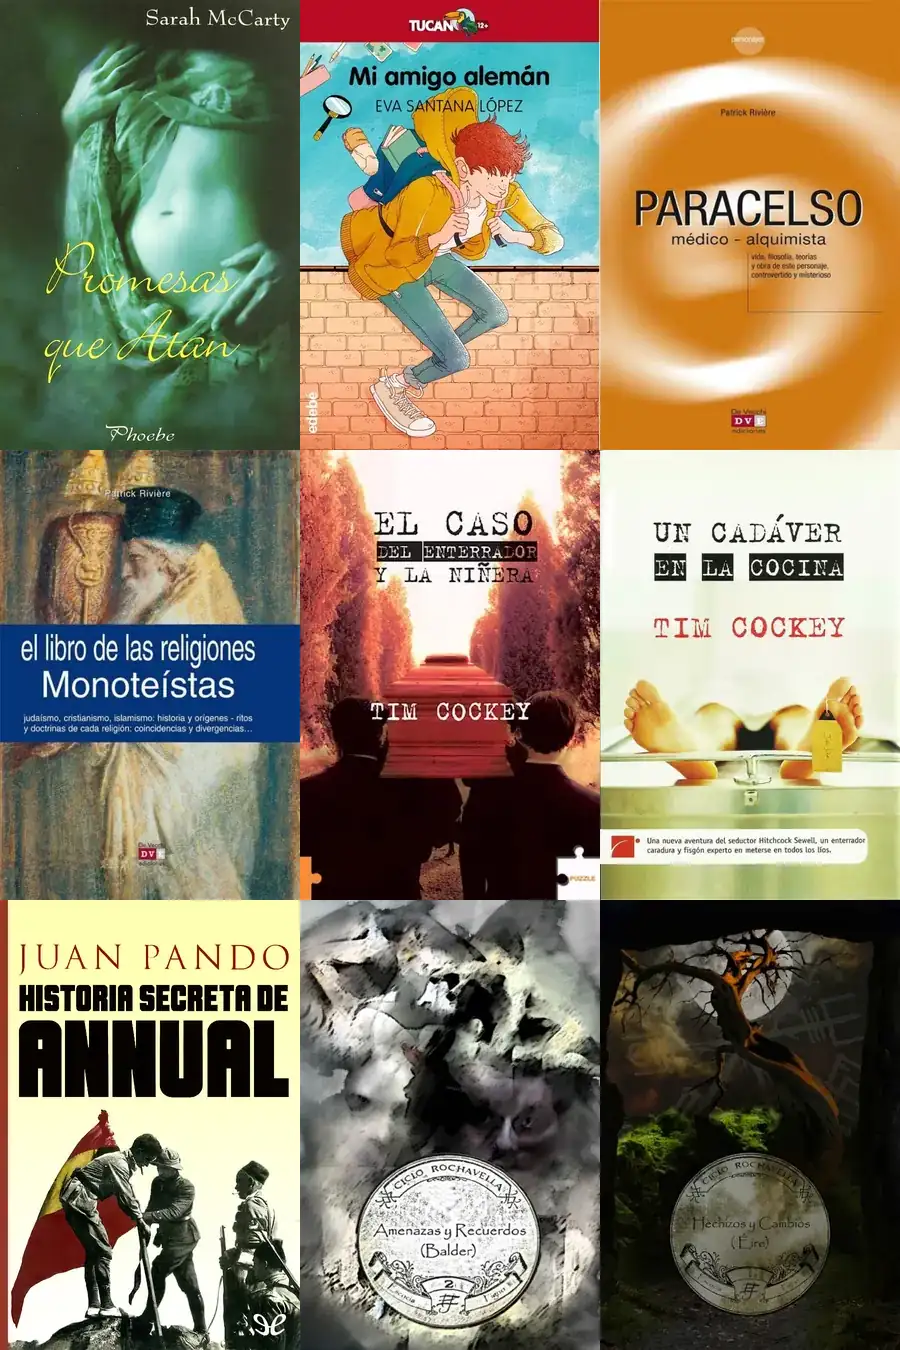 Sarah McCarty
Promesas
que Atan
Phoebe
TUCAN 12+
Mi amigo alemán
EVA SANTANA LÓPEZ
edebé
Patrick Rivière
PARACELSO
médico - alquimista
vida, filosofía, teorías
y obra de este personaje,
controvertido y misterioso
De Vecchi
DVE
ediciones
Patrick Rivière
el libro de las religiones
Monoteístas
judaísmo, cristianismo, islamismo: historia y orígenes - ritos
y doctrinas de cada religión: coincidencias y divergencias...
De Vecchi
DVE
ediciones
EL CASO
DEL ENTERRADOR
Y LA NIÑERA
TIM COCKEY
PUZZLE
UN CADÁVER
EN LA COCINA
TIM COCKEY
Una nueva aventura del seductor Hitchcock Sewell, un enterrador
caradura y fisgón experto en meterse en todos los líos.
JUAN PANDO
HISTORIA SECRETA DE
ANNUAL
CICLO ROCHAVELLA
Amenazas y Recuerdos
(Balder)
2
CICLO ROCHAVELLA
Hechizos y Cambios
(Éire)